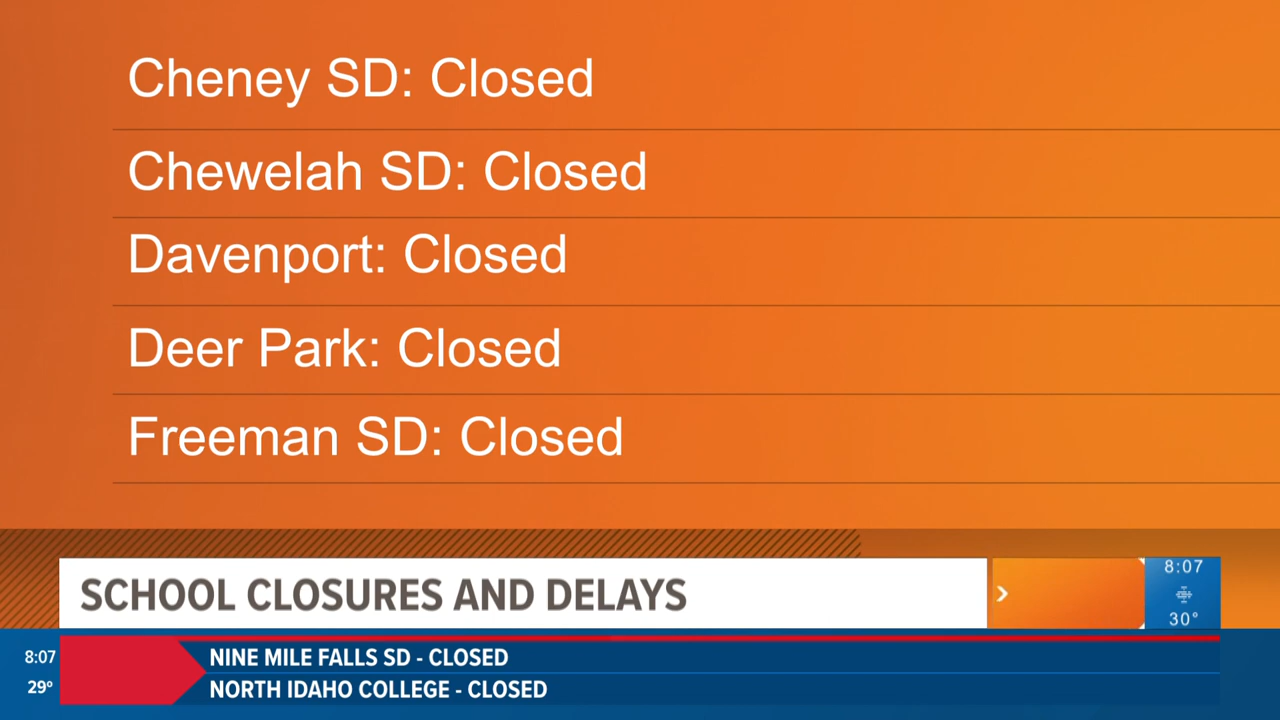 Cheney SD: Closed
Chewelah SD: Closed
Davenport: Closed
Deer Park: Closed
Freeman SD: Closed
SCHOOL CLOSURES AND DELAYS
8:07
30°
8:07
NINE MILE FALLS SD - CLOSED
29°
NORTH IDAHO COLLEGE - CLOSED